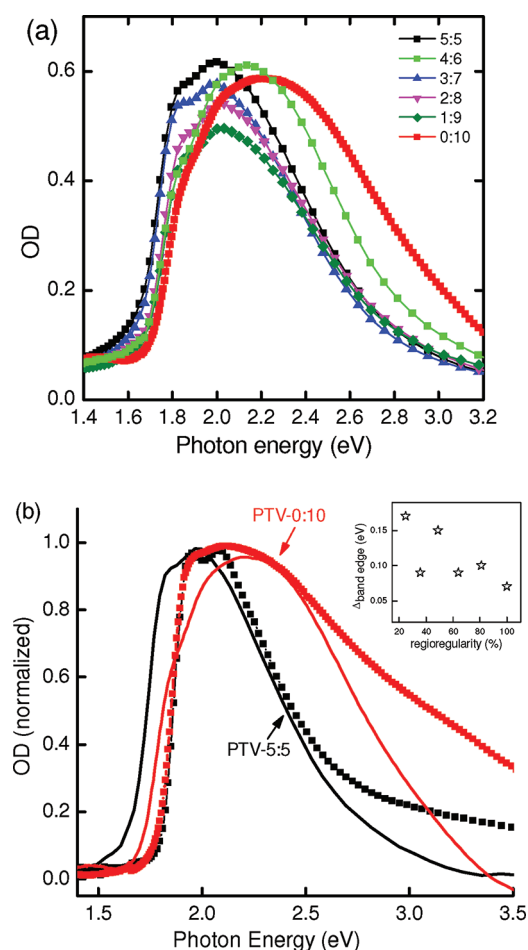 (a)
5:5
4:6
3:7
2:8
1:9
0:10
0.6
0.4
0.2
0.0
OD
1.4 1.6 1.8 2.0 2.2 2.4 2.6 2.8 3.0 3.2
Photon energy (eV)
(b)
PTV-0:10
PTV-5:5
1.0
0.8
0.6
0.4
0.2
0.0
OD (normalized)
1.5 2.0 2.5 3.0 3.5
Photon Energy (eV)
0.15
0.10
0.05
Δband edge (eV)
20 40 60 80 100
regioregularity (%)